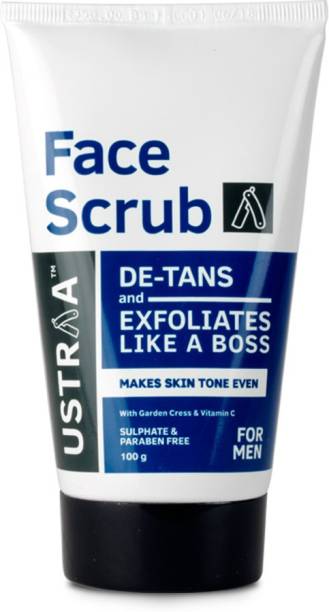 Face
Scrub
USTRAA™
DE-TANS
and
EXFOLIATES
LIKE A BOSS
MAKES SKIN TONE EVEN
With Garden Cress & Vitamin C
SULPHATE &
PARABEN FREE
100 g
FOR
MEN